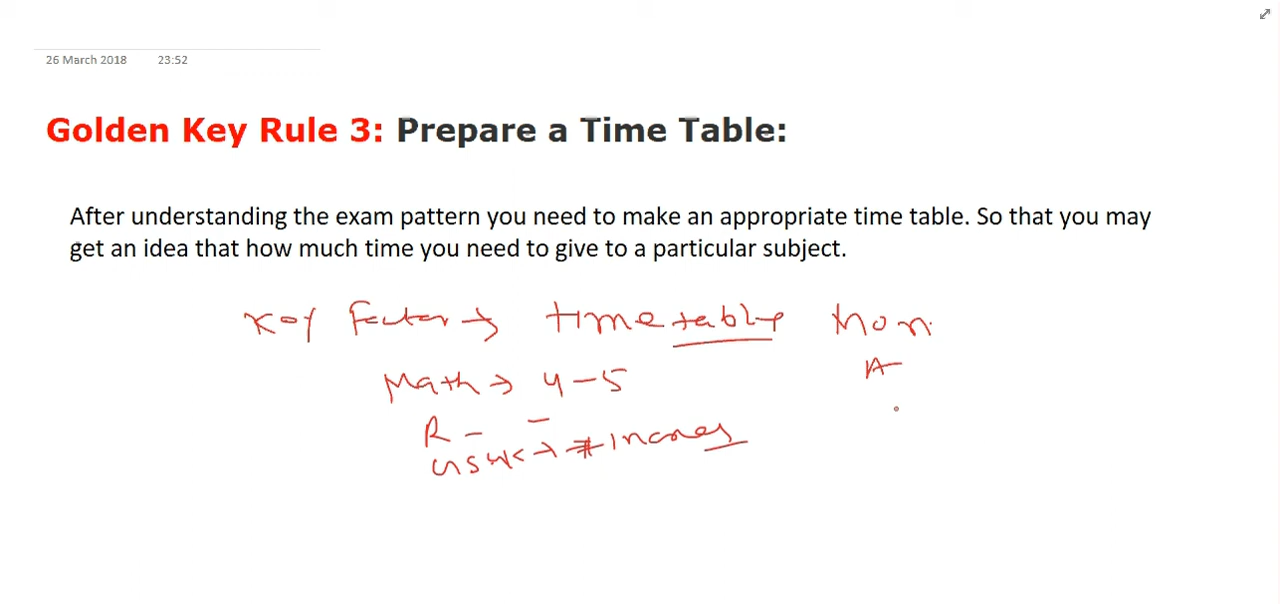 26 March 2018 23:52
Golden Key Rule 3: Prepare a Time Table:
After understanding the exam pattern you need to make an appropriate time table. So that you may
get an idea that how much time you need to give to a particular subject.
Key Factor → timetable
Math → 4-5
R - -